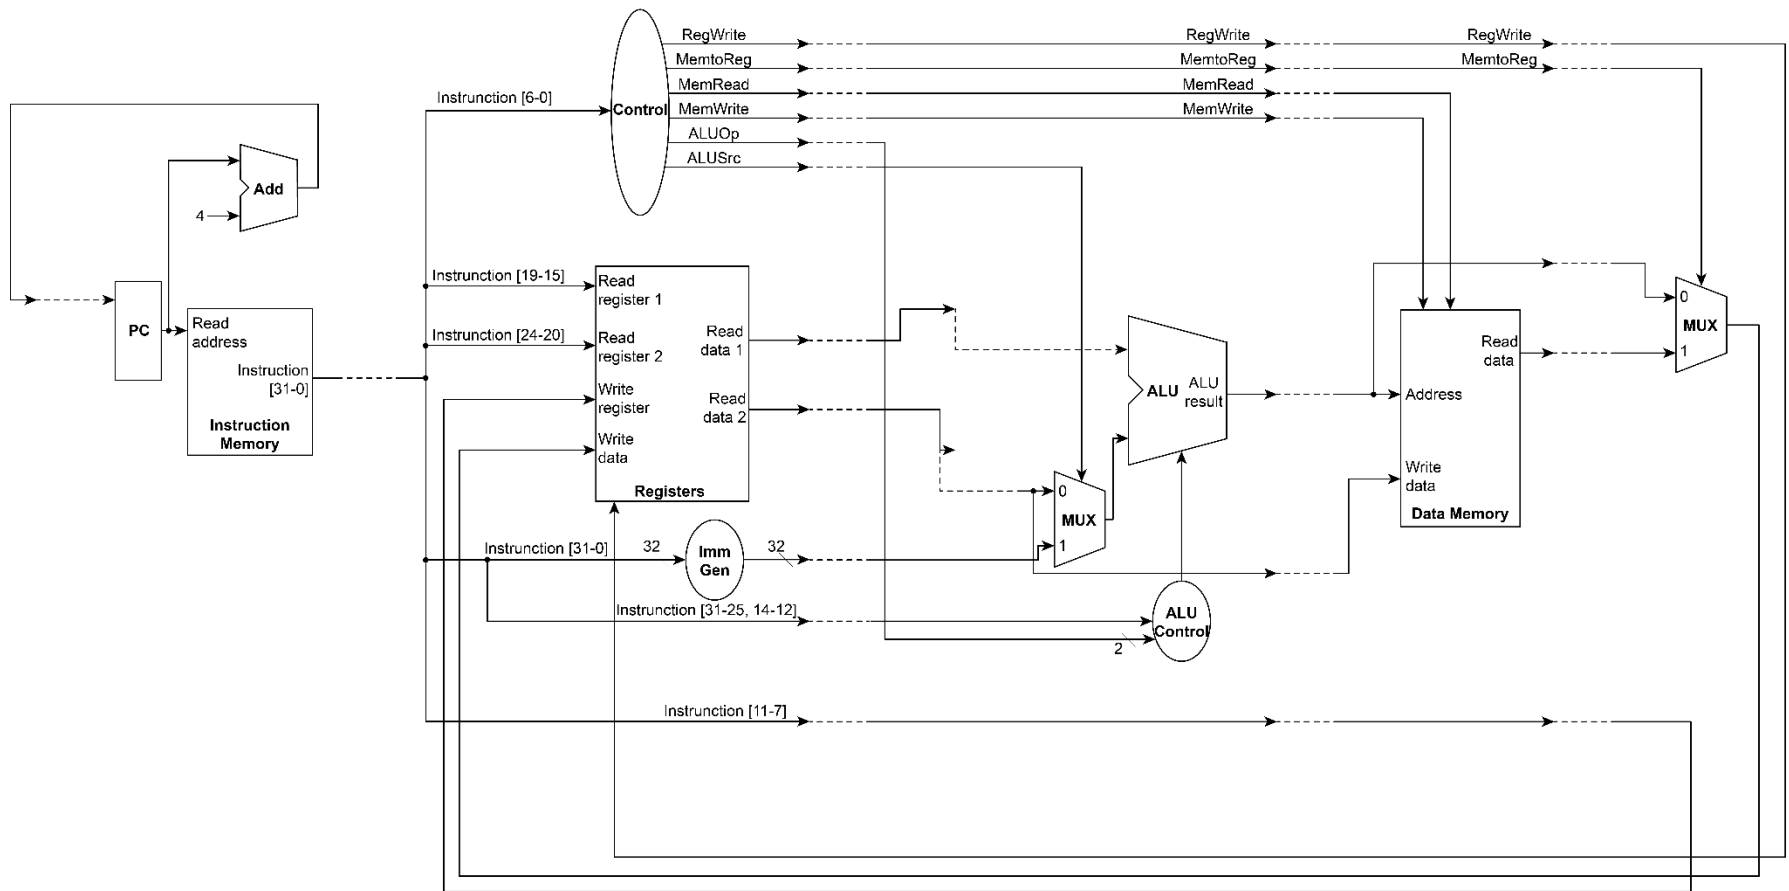 RegWrite
RegWrite
RegWrite
MemtoReg
MemtoReg
MemtoReg
MemRead
MemRead
MemWrite
MemWrite
ALUOp
ALUSrc
Instrunction [6-0]
Control
Add
4
PC
Read
address
Instruction
[31-0]
Instruction
Memory
Instrunction [19-15]
Instrunction [24-20]
Read
register 1
Read
register 2
Write
register
Write
data
Read
data 1
Read
data 2
Registers
Instrunction [31-0]
32
Imm
Gen
32
Instrunction [31-25, 14-12]
Instrunction [11-7]
0
MUX
1
ALU
ALU
result
ALU
Control
2
Address
Write
data
Read
data
Data Memory
0
MUX
1